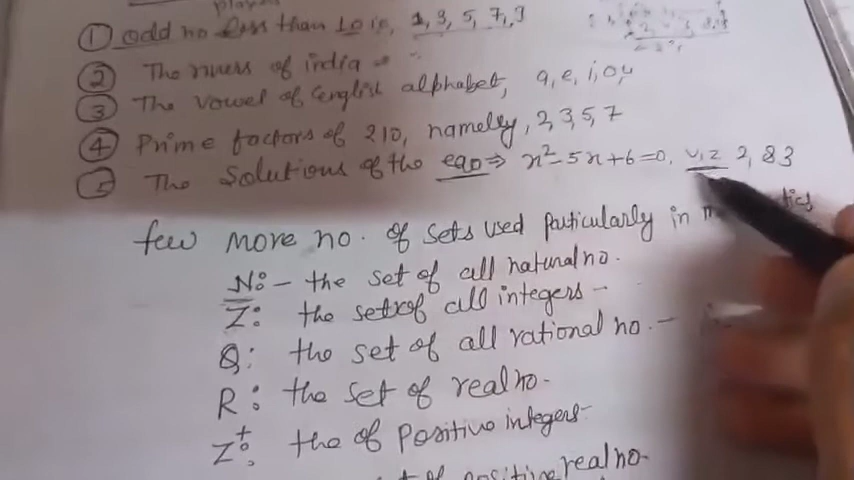 ① odd no less than 10 ie, 1, 3, 5, 7, 9
② The rivers of india
③ The vowel of English alphabet, a, e, i, o, u
④ Prime factors of 210, nameley, 2, 3, 5, 7
⑤ The Solutions of the eqn ⇒ x² - 5x + 6 = 0, viz 2, & 3
few more no. of sets used particularly in
N: - the set of all natural no.
Z: the set of all integers -
Q: the set of all rational no. -
R: the set of real no.
Z⁺: the of Positive integers
of positive real no.